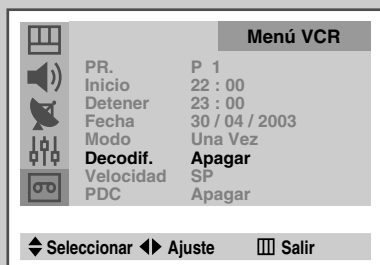 Menú VCR
PR. P 1
Inicio 22 : 00
Detener 23 : 00
Fecha 30 / 04 / 2003
Modo Una Vez
Decodif. Apagar
Velocidad SP
PDC Apagar
Seleccionar Ajuste Salir